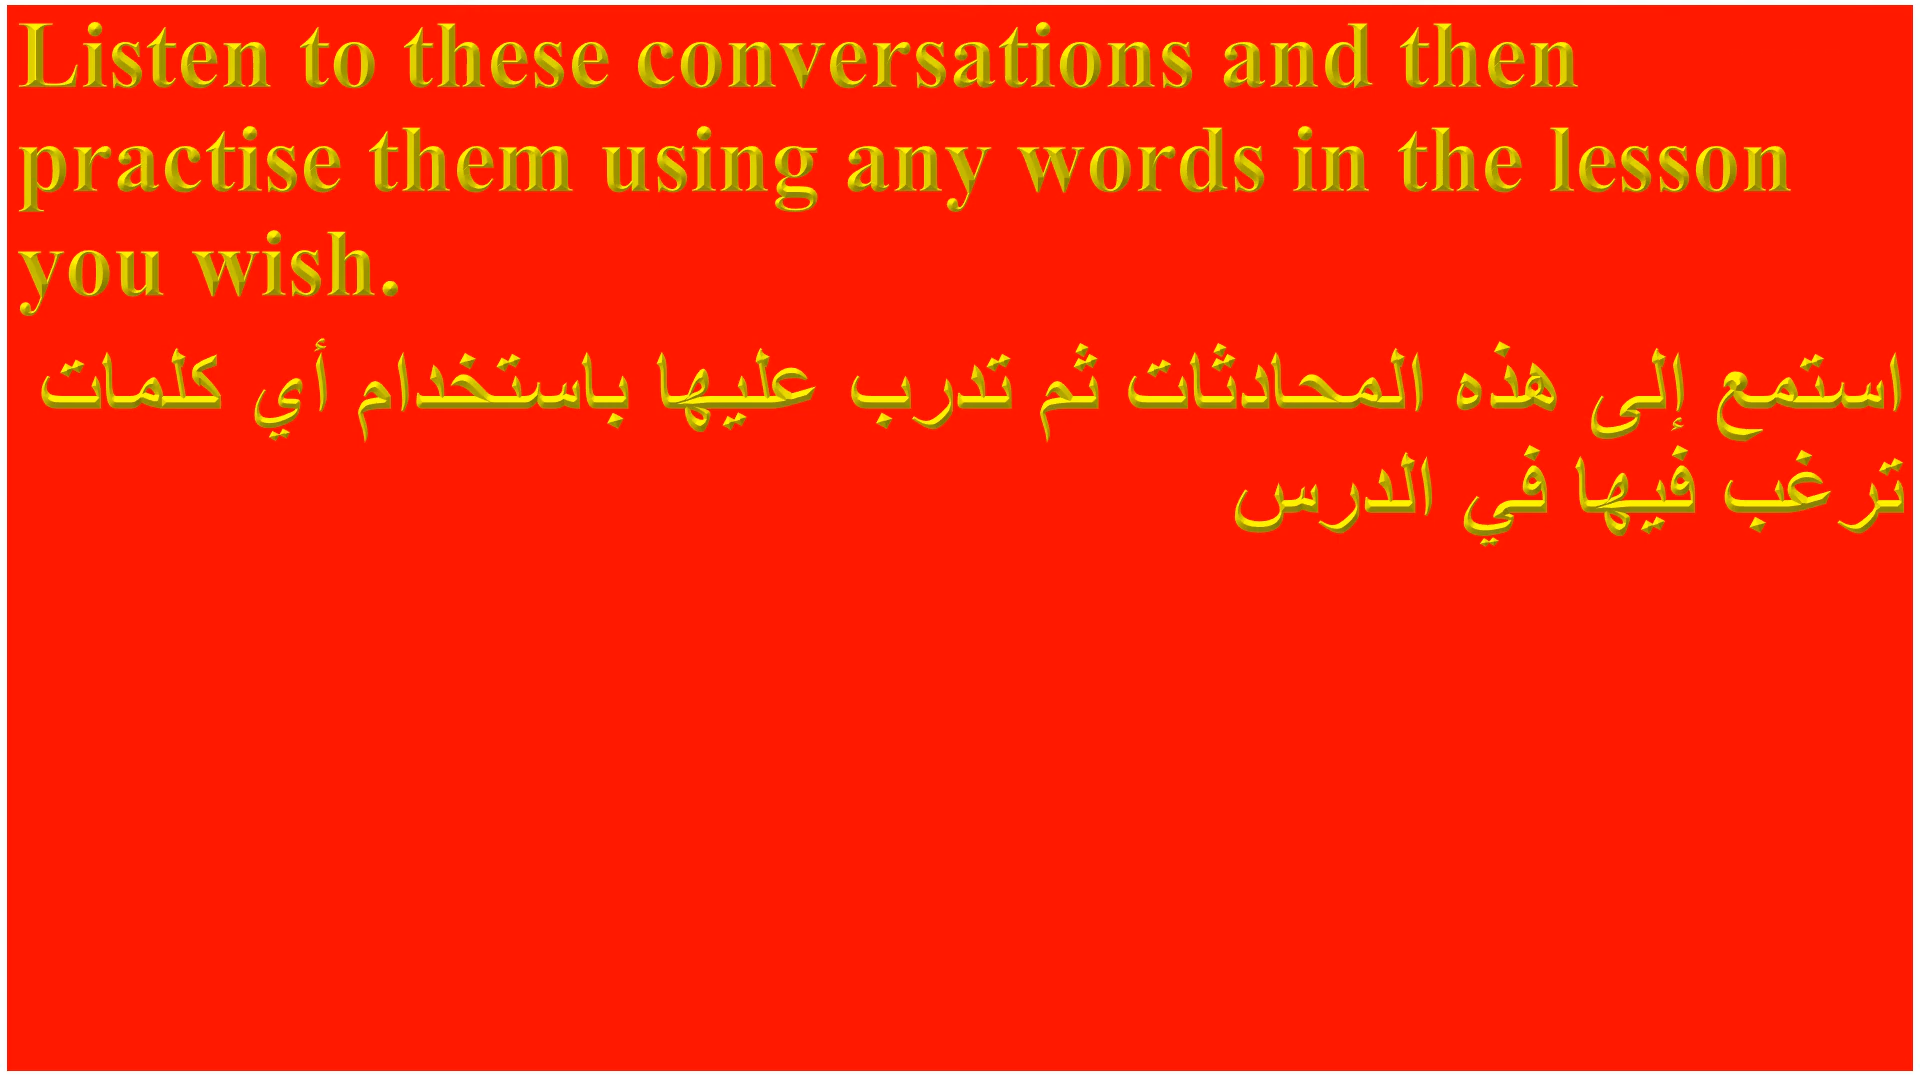 Listen to these conversations and then
practise them using any words in the lesson
you wish.
استمع إلى هذه المحادثات ثم تدرب عليها باستخدام أي كلمات
ترغب فيها في الدرس